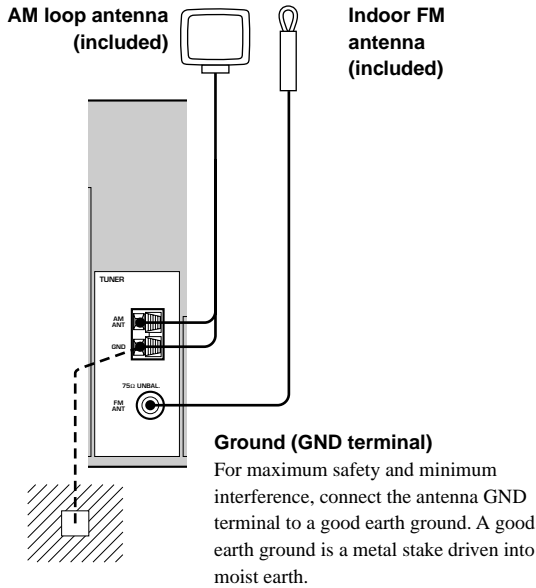 AM loop antenna
(included)
Indoor FM
antenna
(included)
TUNER
AM
ANT
GND
75Ω UNBAL.
FM
ANT
Ground (GND terminal)
For maximum safety and minimum
interference, connect the antenna GND
terminal to a good earth ground. A good
earth ground is a metal stake driven into
moist earth.